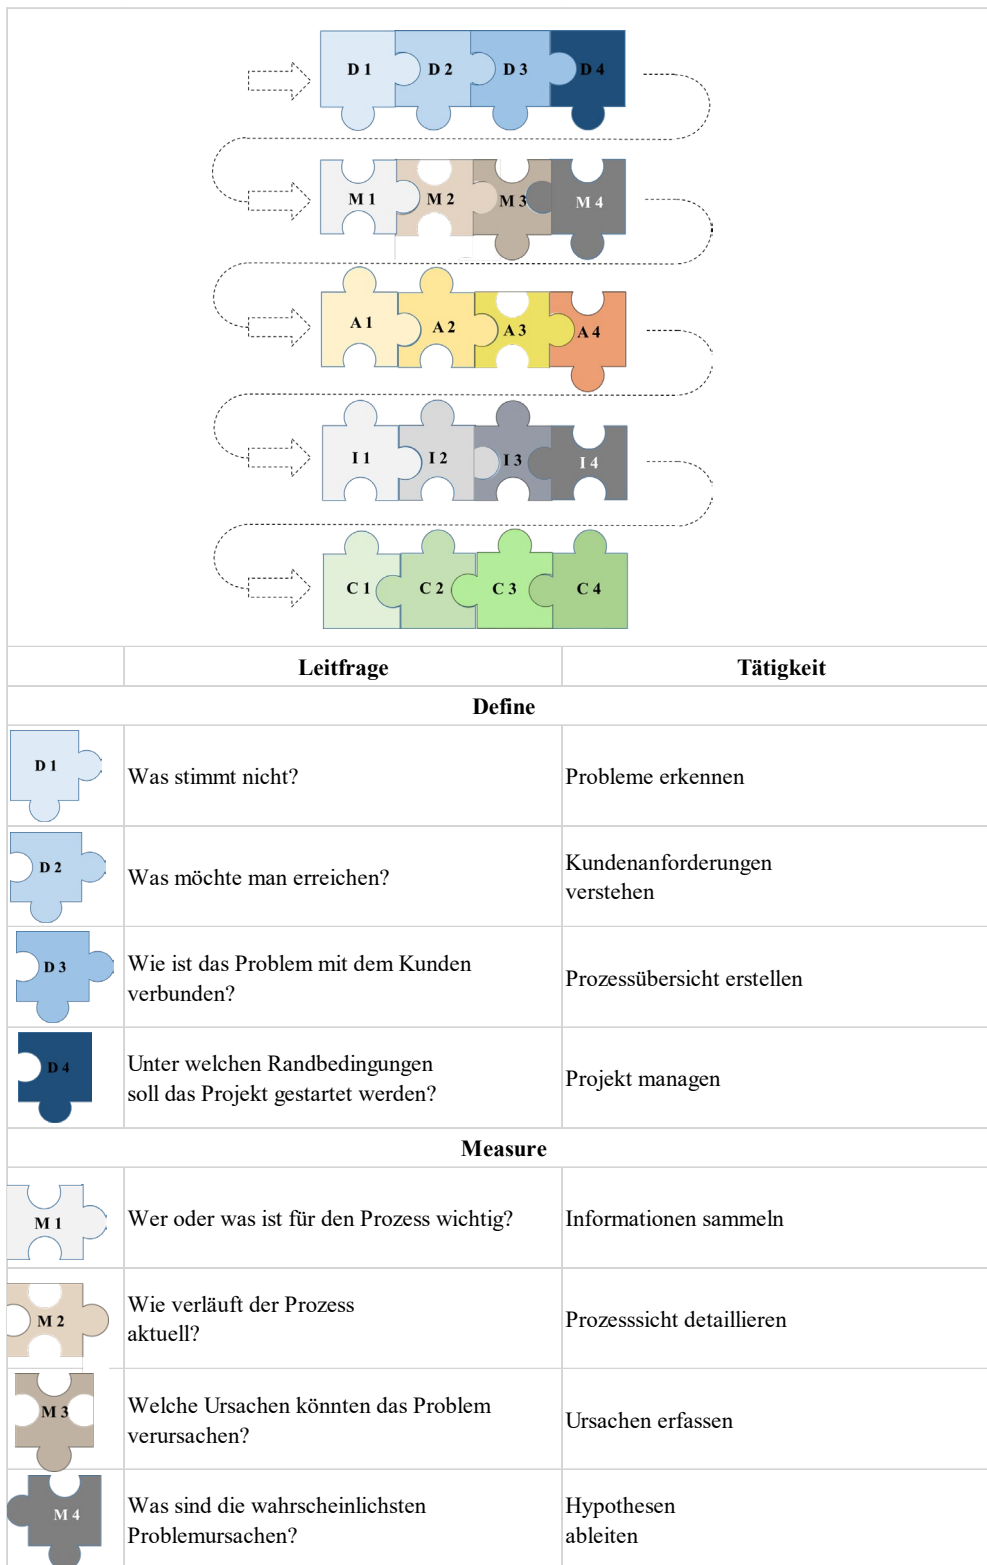 D 1 D 2 D 3 D 4
M 1 M 2 M 3 M 4
A 1 A 2 A 3 A 4
I 1 I 2 I 3 I 4
C 1 C 2 C 3 C 4
Leitfrage Tätigkeit
Define
D 1 Was stimmt nicht? Probleme erkennen
D 2 Was möchte man erreichen? Kundenanforderungen
verstehen
D 3 Wie ist das Problem mit dem Kunden
verbunden? Prozessübersicht erstellen
D 4 Unter welchen Randbedingungen
soll das Projekt gestartet werden? Projekt managen
Measure
M 1 Wer oder was ist für den Prozess wichtig? Informationen sammeln
M 2 Wie verläuft der Prozess
aktuell? Prozesssicht detaillieren
M 3 Welche Ursachen könnten das Problem
verursachen? Ursachen erfassen
M 4 Was sind die wahrscheinlichsten
Problemursachen? Hypothesen
ableiten